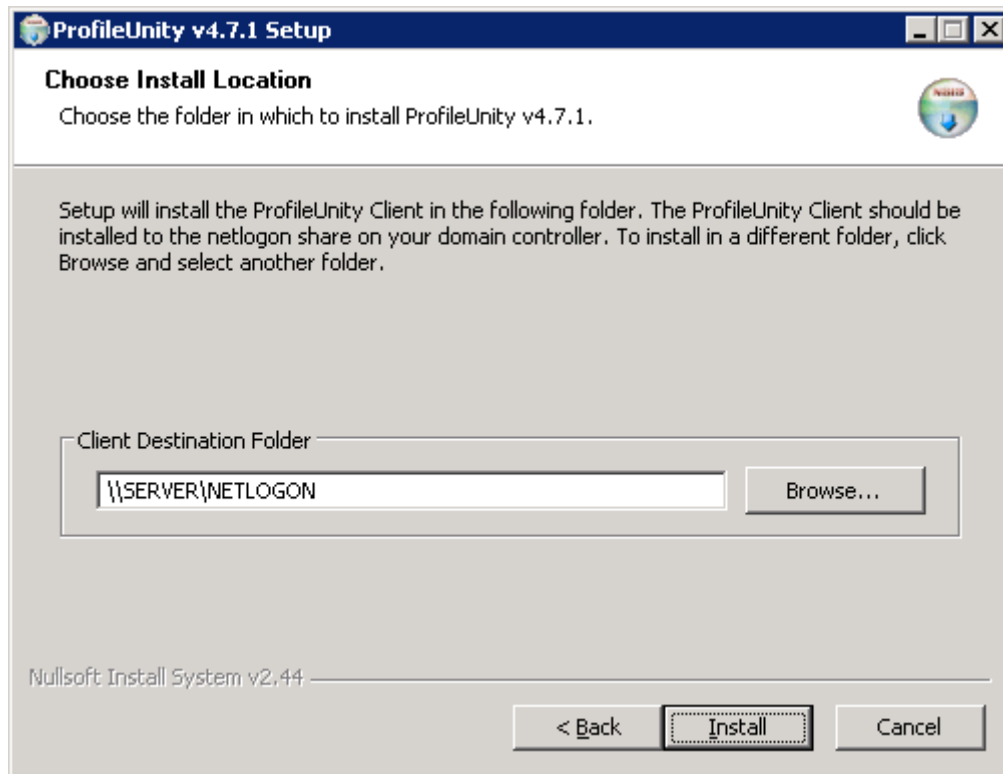 ProfileUnity v4.7.1 Setup
Choose Install Location
Choose the folder in which to install ProfileUnity v4.7.1.
Setup will install the ProfileUnity Client in the following folder. The ProfileUnity Client should be
installed to the netlogon share on your domain controller. To install in a different folder, click
Browse and select another folder.
Client Destination Folder
\\SERVER\NETLOGON
Browse...
Nullsoft Install System v2.44
< Back
Install
Cancel